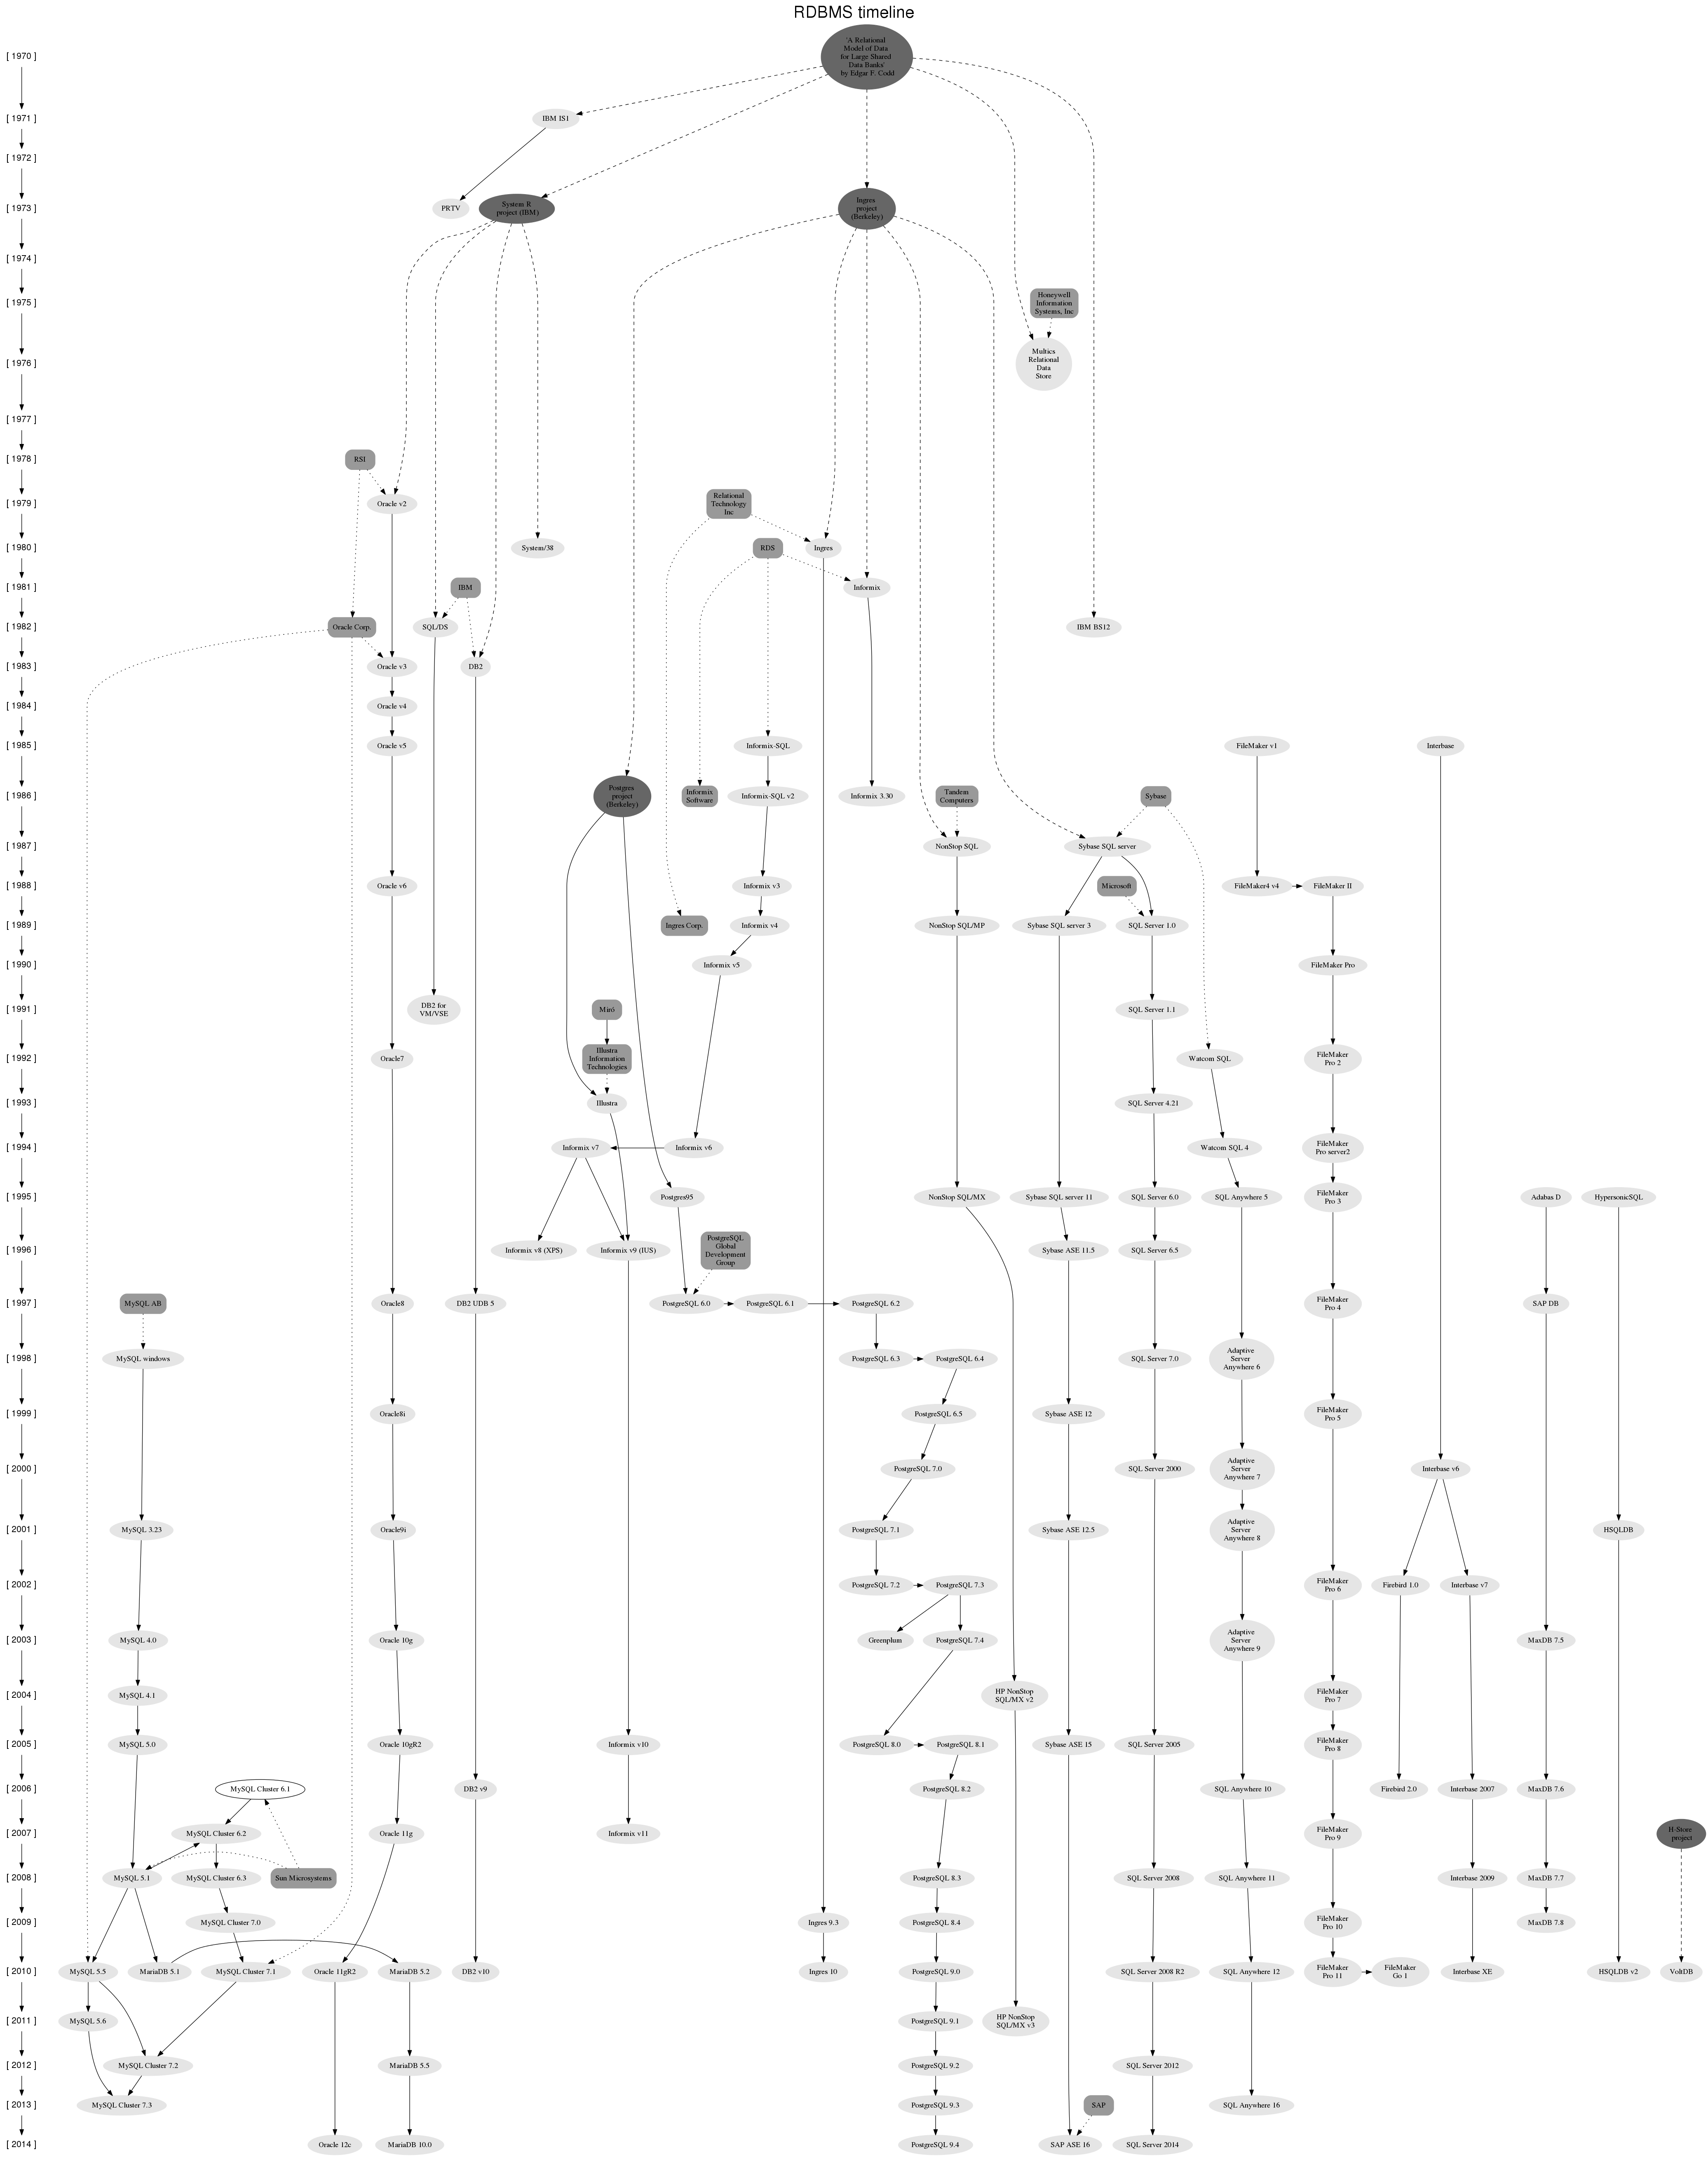 RDBMS timeline
'A Relational
Model of Data
for Large Shared
Data Banks'
by Edgar F. Codd
[ 1970 ]
[ 1971 ]
IBM IS1
[ 1972 ]
[ 1973 ]
PRTV
System R
project (IBM)
Ingres
project
(Berkeley)
[ 1974 ]
[ 1975 ]
Honeywell
Information
Systems, Inc
[ 1976 ]
Multics
Relational
Data
Store
[ 1977 ]
[ 1978 ]
RSI
[ 1979 ]
Oracle v2
Relational
Technology
Inc
[ 1980 ]
System/38
RDS
Ingres
[ 1981 ]
IBM
Informix
[ 1982 ]
Oracle Corp.
SQL/DS
IBM BS12
[ 1983 ]
Oracle v3
DB2
[ 1984 ]
Oracle v4
[ 1985 ]
Oracle v5
Informix-SQL
FileMaker v1
Interbase
[ 1986 ]
Postgres
project
(Berkeley)
Informix
Software
Informix-SQL v2
Informix 3.30
Tandem
Computers
Sybase
[ 1987 ]
NonStop SQL
Sybase SQL server
[ 1988 ]
Oracle v6
Informix v3
Microsoft
FileMaker4 v4
FileMaker II
[ 1989 ]
Ingres Corp.
Informix v4
NonStop SQL/MP
Sybase SQL server 3
SQL Server 1.0
[ 1990 ]
Informix v5
FileMaker Pro
[ 1991 ]
DB2 for
VM/VSE
Miró
SQL Server 1.1
[ 1992 ]
Oracle7
Illustra
Information
Technologies
Watcom SQL
FileMaker
Pro 2
[ 1993 ]
Illustra
SQL Server 4.21
[ 1994 ]
Informix v7
Informix v6
Watcom SQL 4
FileMaker
Pro server2
[ 1995 ]
Postgres95
NonStop SQL/MX
Sybase SQL server 11
SQL Server 6.0
SQL Anywhere 5
FileMaker
Pro 3
Adabas D
HypersonicSQL
[ 1996 ]
Informix v8 (XPS)
Informix v9 (IUS)
PostgreSQL
Global
Development
Group
Sybase ASE 11.5
SQL Server 6.5
[ 1997 ]
MySQL AB
Oracle8
DB2 UDB 5
PostgreSQL 6.0
PostgreSQL 6.1
PostgreSQL 6.2
FileMaker
Pro 4
SAP DB
[ 1998 ]
MySQL windows
PostgreSQL 6.3
PostgreSQL 6.4
SQL Server 7.0
Adaptive
Server
Anywhere 6
[ 1999 ]
Oracle8i
PostgreSQL 6.5
Sybase ASE 12
FileMaker
Pro 5
[ 2000 ]
PostgreSQL 7.0
SQL Server 2000
Adaptive
Server
Anywhere 7
Interbase v6
[ 2001 ]
MySQL 3.23
Oracle9i
PostgreSQL 7.1
Sybase ASE 12.5
Adaptive
Server
Anywhere 8
HSQLDB
[ 2002 ]
PostgreSQL 7.2
PostgreSQL 7.3
FileMaker
Pro 6
Firebird 1.0
Interbase v7
[ 2003 ]
MySQL 4.0
Oracle 10g
Greenplum
PostgreSQL 7.4
Adaptive
Server
Anywhere 9
MaxDB 7.5
[ 2004 ]
MySQL 4.1
HP NonStop
SQL/MX v2
FileMaker
Pro 7
[ 2005 ]
MySQL 5.0
Oracle 10gR2
Informix v10
PostgreSQL 8.0
PostgreSQL 8.1
Sybase ASE 15
SQL Server 2005
FileMaker
Pro 8
[ 2006 ]
MySQL Cluster 6.1
DB2 v9
PostgreSQL 8.2
SQL Anywhere 10
Firebird 2.0
Interbase 2007
MaxDB 7.6
[ 2007 ]
MySQL Cluster 6.2
Oracle 11g
Informix v11
FileMaker
Pro 9
H-Store
project
[ 2008 ]
MySQL 5.1
MySQL Cluster 6.3
Sun Microsystems
PostgreSQL 8.3
SQL Server 2008
SQL Anywhere 11
Interbase 2009
MaxDB 7.7
[ 2009 ]
MySQL Cluster 7.0
Ingres 9.3
PostgreSQL 8.4
FileMaker
Pro 10
MaxDB 7.8
[ 2010 ]
MySQL 5.5
MariaDB 5.1
MySQL Cluster 7.1
Oracle 11gR2
MariaDB 5.2
DB2 v10
Ingres 10
PostgreSQL 9.0
SQL Server 2008 R2
SQL Anywhere 12
FileMaker
Pro 11
FileMaker
Go 1
Interbase XE
HSQLDB v2
VoltDB
[ 2011 ]
MySQL 5.6
PostgreSQL 9.1
HP NonStop
SQL/MX v3
[ 2012 ]
MySQL Cluster 7.2
MariaDB 5.5
PostgreSQL 9.2
SQL Server 2012
[ 2013 ]
MySQL Cluster 7.3
PostgreSQL 9.3
SAP
SQL Anywhere 16
[ 2014 ]
Oracle 12c
MariaDB 10.0
PostgreSQL 9.4
SAP ASE 16
SQL Server 2014